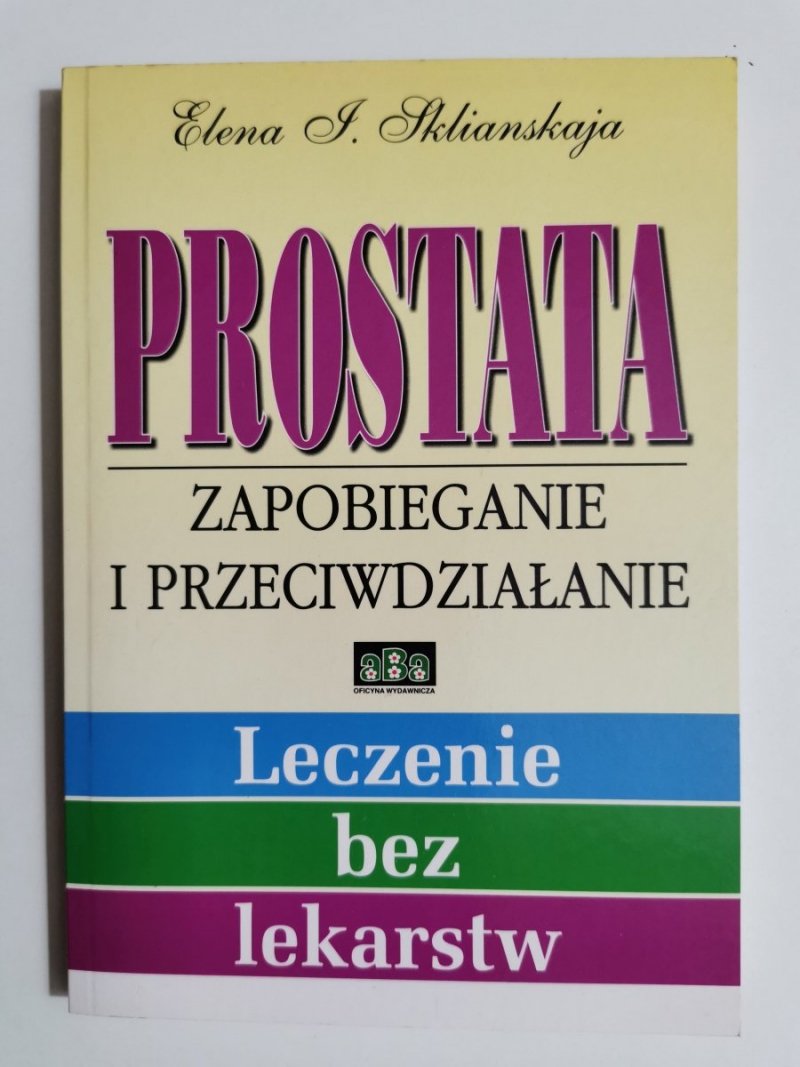 Elena I. Sklianskaja
PROSTATA
ZAPOBIEGANIE
I PRZECIWDZIAŁANIE
aBa
OFICYNA WYDAWNICZA
Leczenie
bez
lekarstw